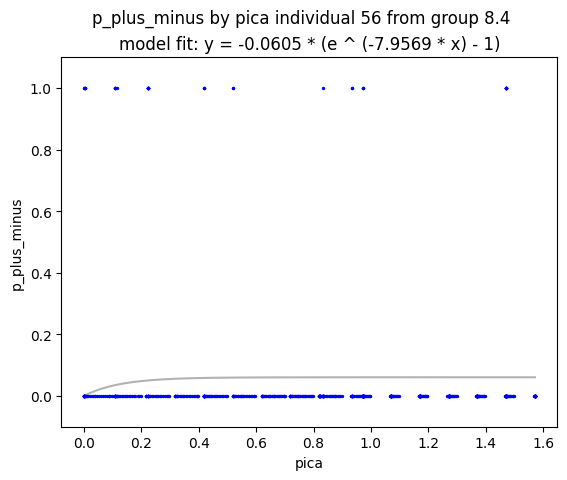 p_plus_minus by pica individual 56 from group 8.4
model fit: y = -0.0605 * (e ^ (-7.9569 * x) - 1)
1.0
0.8
0.6
0.4
0.2
0.0
p_plus_minus
0.0 0.2 0.4 0.6 0.8 1.0 1.2 1.4 1.6
pica